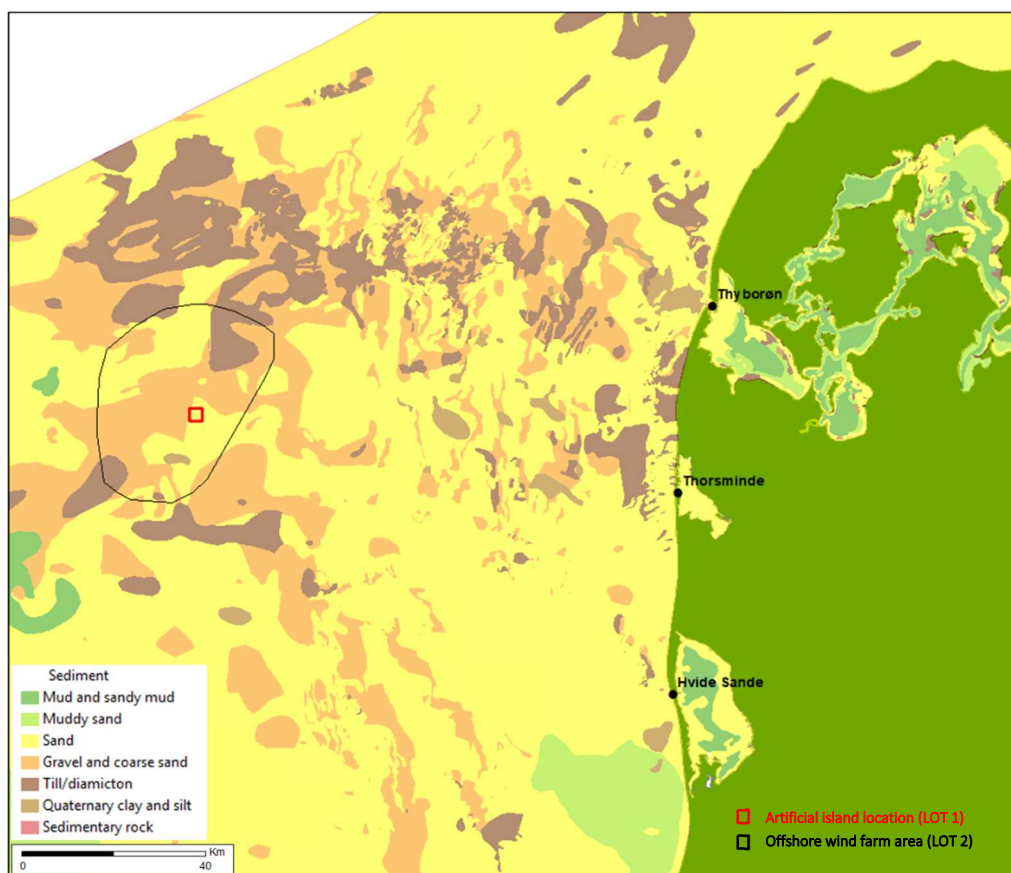 Thyborøn
Thorsminde
Hvide Sande
Sediment
Mud and sandy mud
Muddy sand
Sand
Gravel and coarse sand
Till/diamicton
Quaternary clay and silt
Sedimentary rock
Km
0 40
Artificial island location (LOT 1)
Offshore wind farm area (LOT 2)